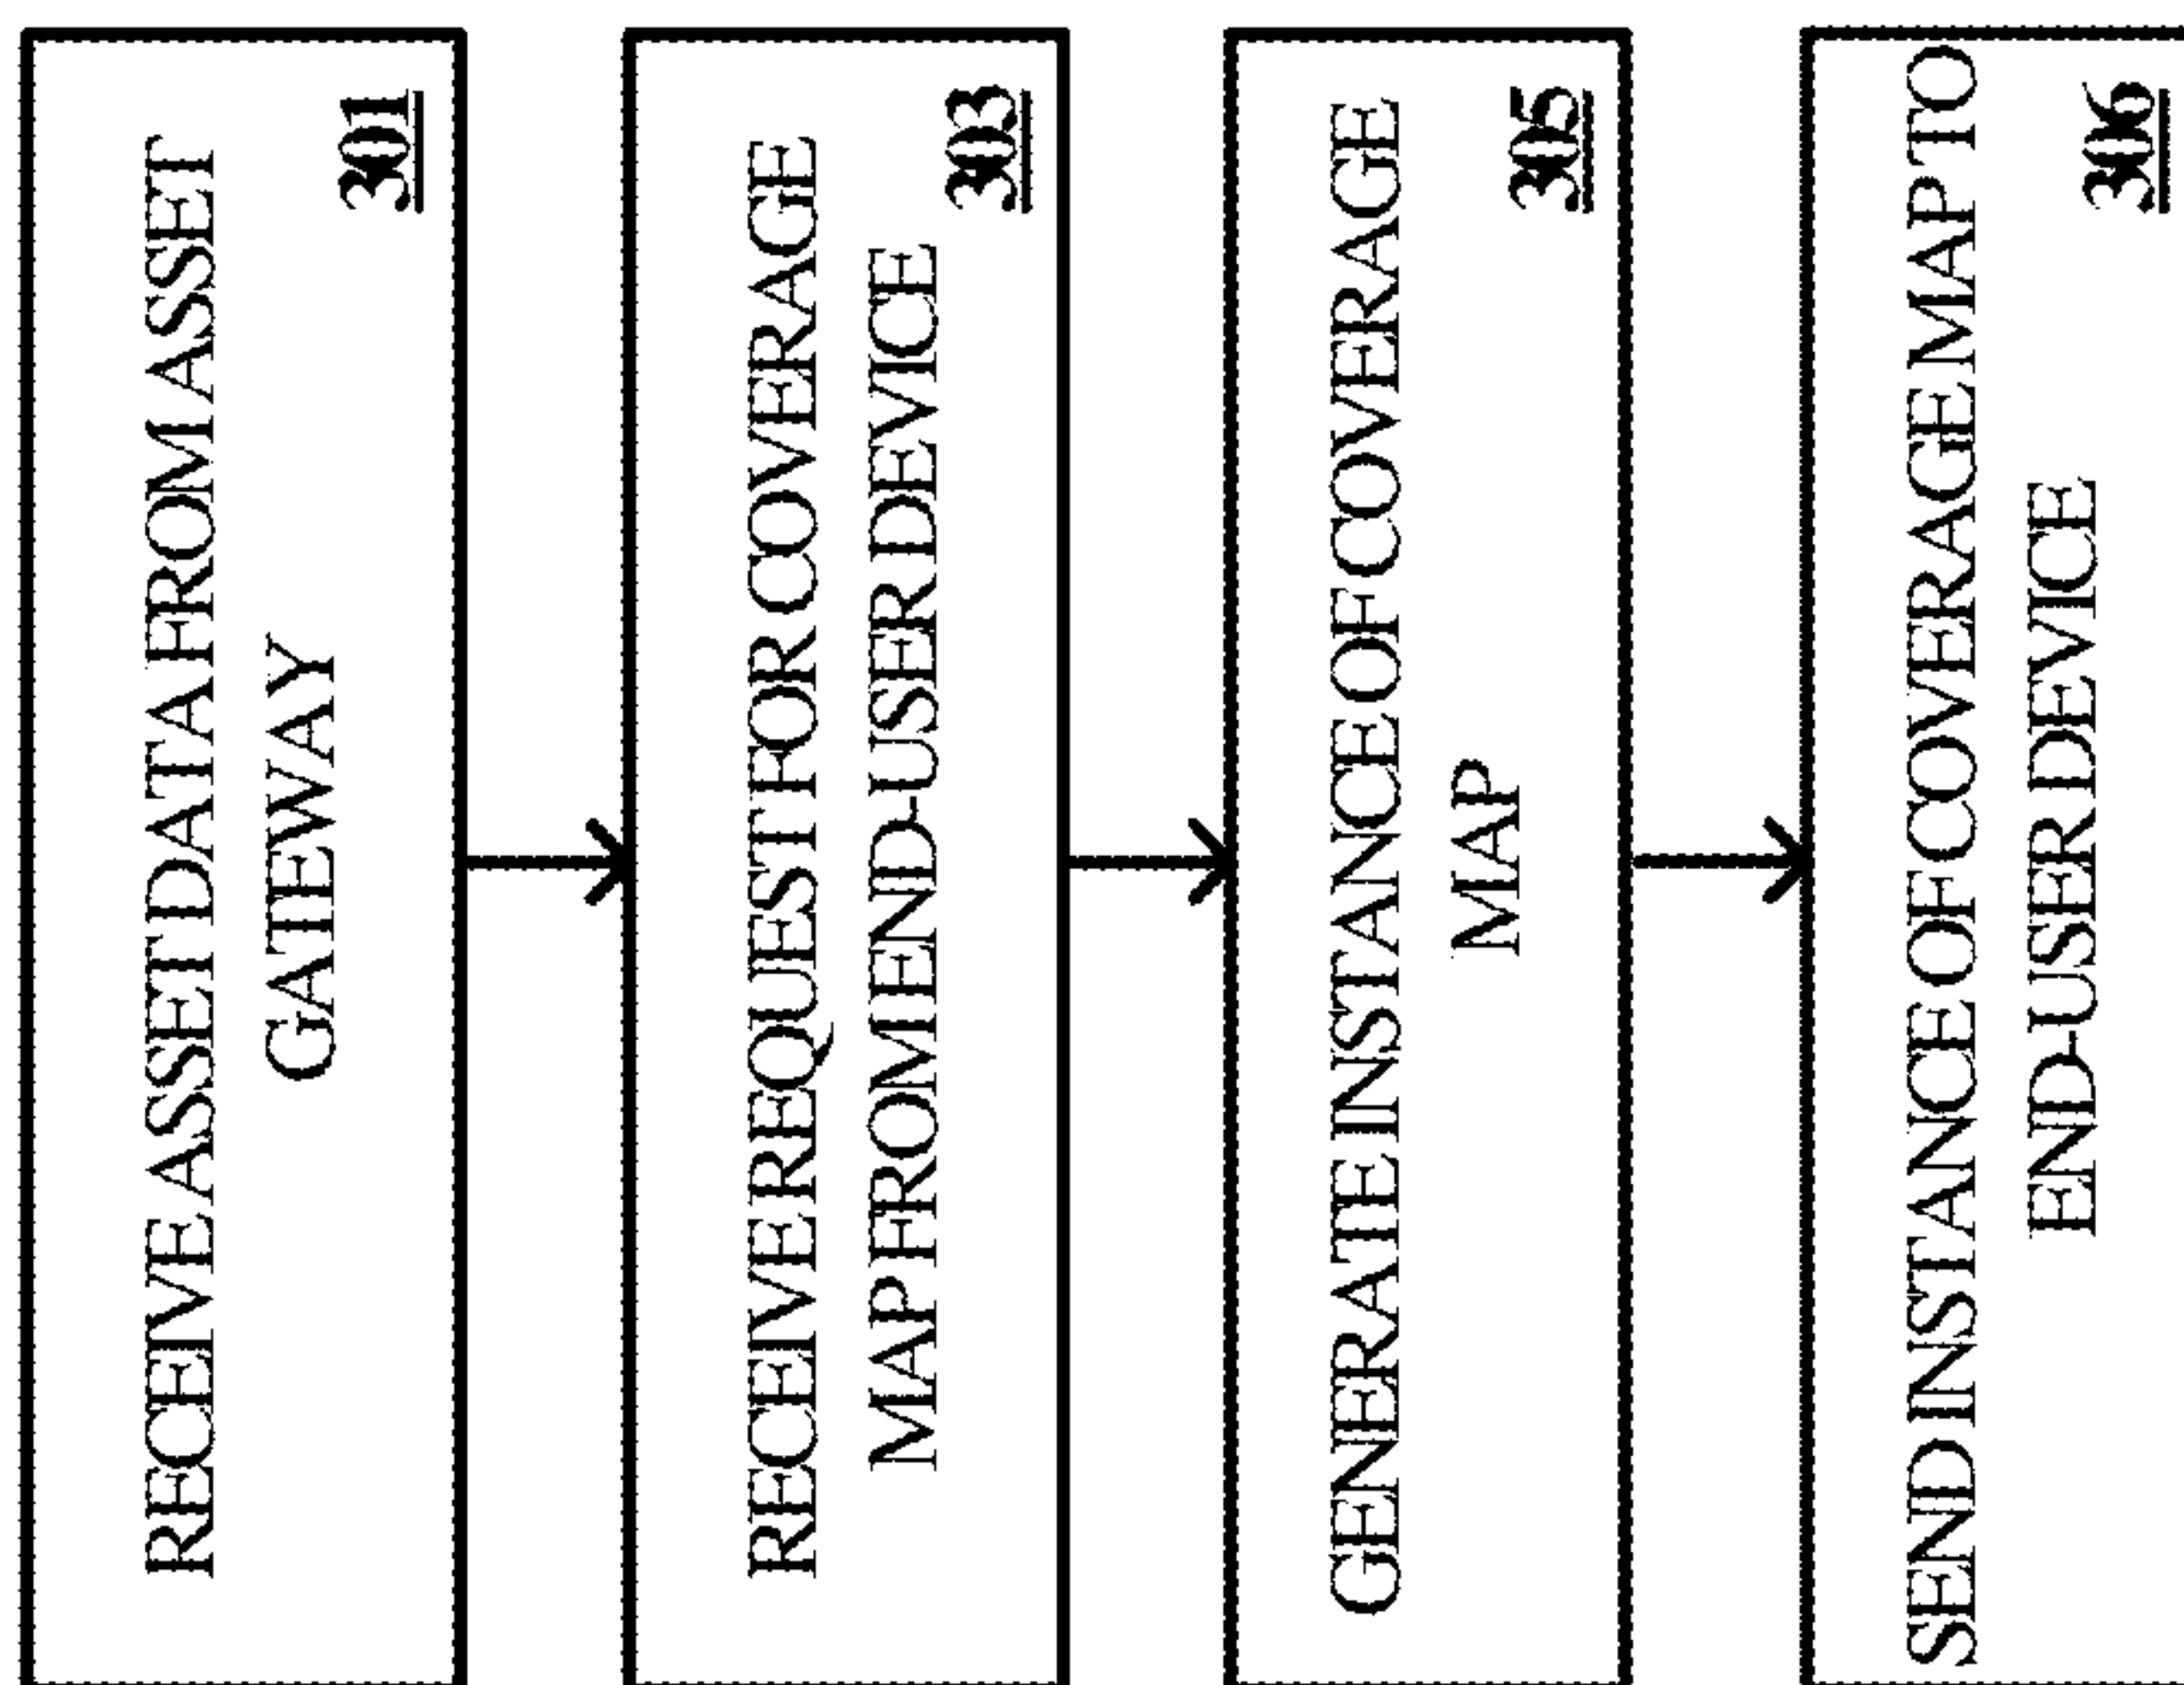 RECEIVE ASSET DATA FROM ASSET
GATEWAY
301
RECEIVE REQUEST FOR COVERAGE
MAP FROM END-USER DEVICE
303
GENERATE INSTANCE OF COVERAGE
MAP
305
SEND INSTANCE OF COVERAGE MAP TO
END-USER DEVICE
306